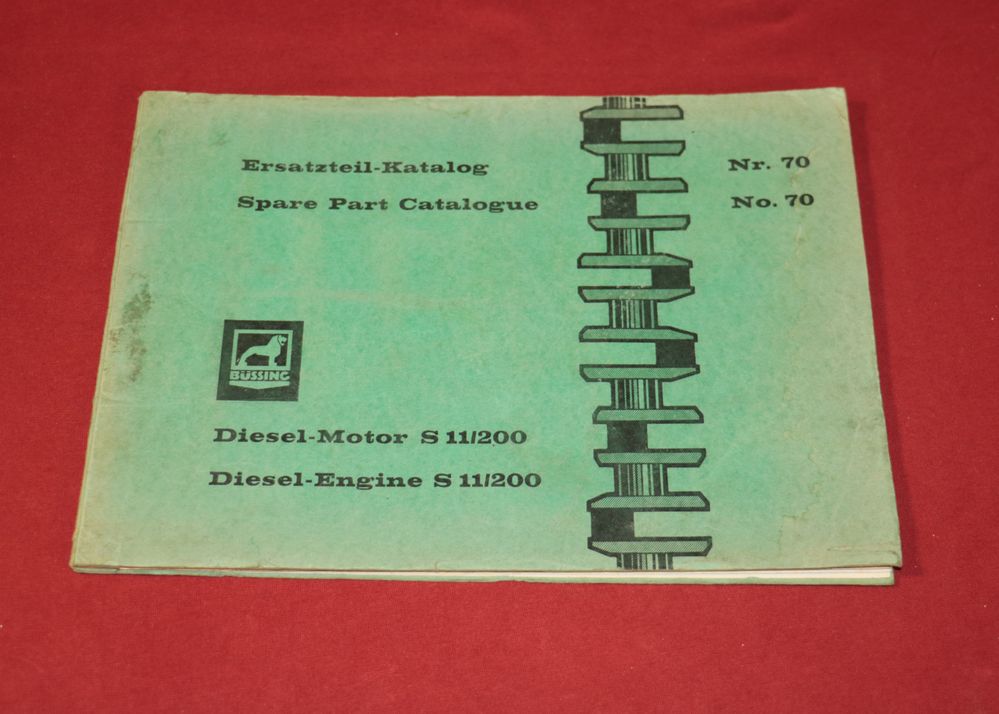 Ersatzteil-Katalog Nr. 70
Spare Part Catalogue No. 70
BÜSSING
Diesel-Motor S 11/200
Diesel-Engine S 11/200